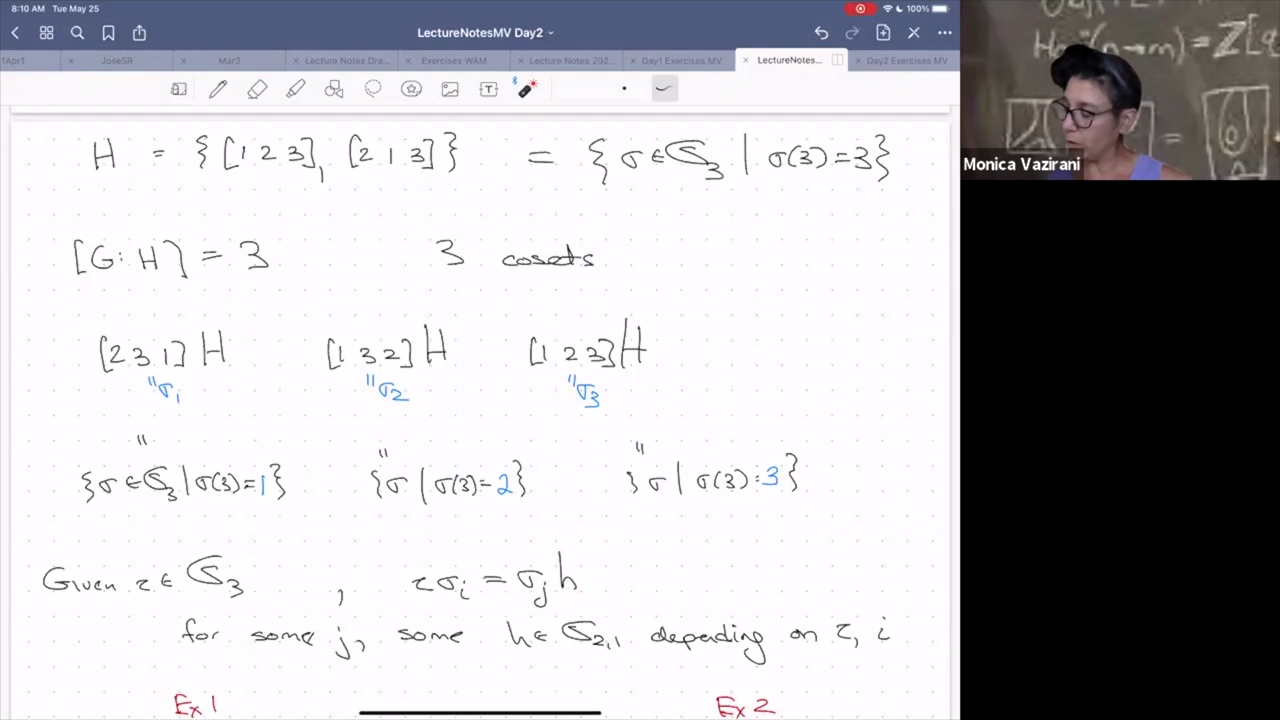 8:10 AM Tue May 25
100%
LectureNotesMV Day2
1Apr1
JoseSR
Mar3
Lecture Notes Dra...
Exercises WAM
Lecture Notes 202...
Day1 Exercises MV
LectureNotes...
Day2 Exercises MV
H = {[1 2 3], [2 1 3]} = {σ ∈ 𝔖₃ | σ(3)=3}
[G:H] = 3 3 cosets
[2 3 1] H [1 3 2] H [1 2 3] H
"σ₁ "σ₂ "σ₃
" " "
{σ ∈ 𝔖₃ | σ(3)=1} {σ | σ(3)=2} {σ | σ(3)=3}
Given τ ∈ 𝔖₃ , τσᵢ = σⱼ h
for some j, some h ∈ 𝔖₂,₁ depending on τ, i
Ex 1 Ex 2
Monica Vazirani